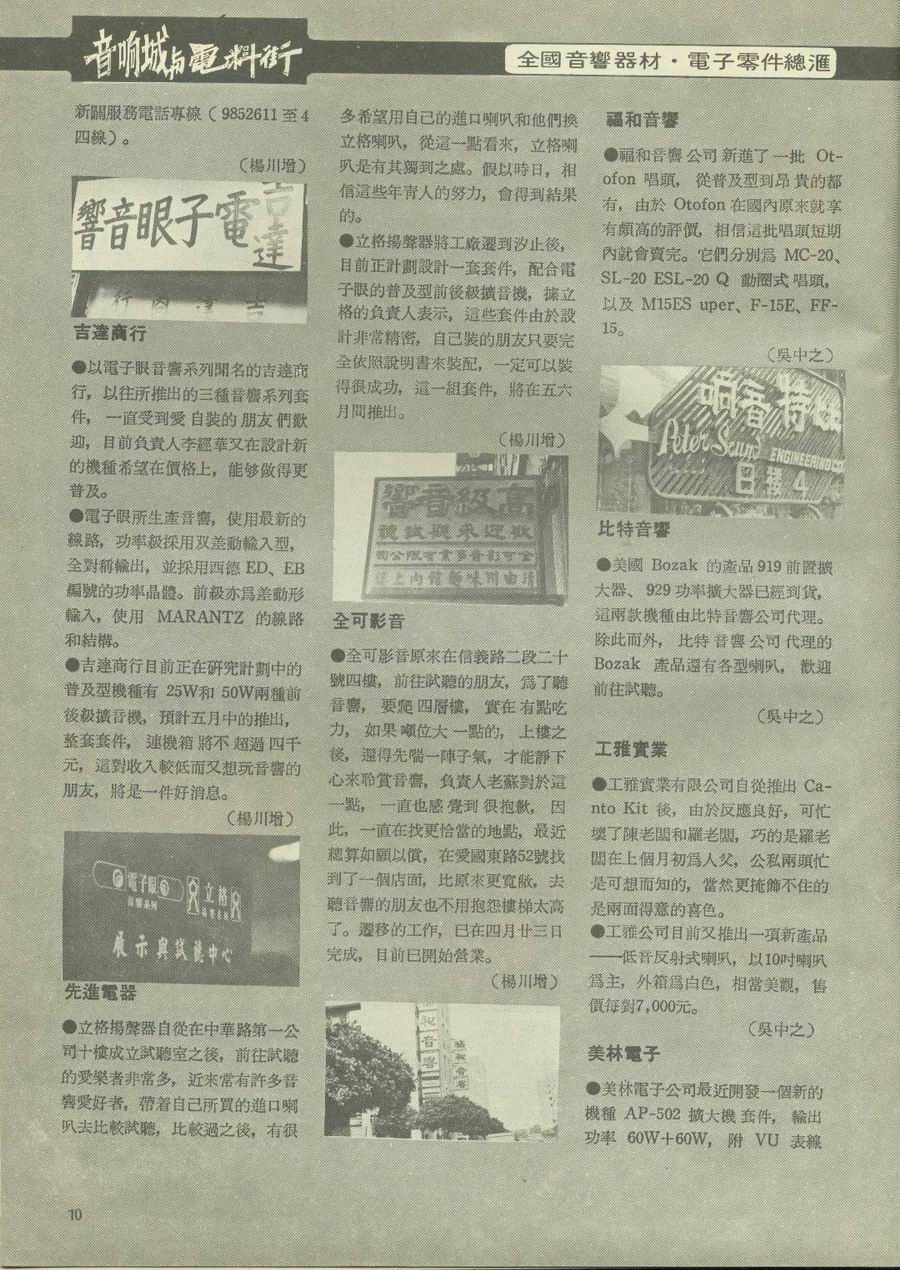 音响城与電料街
全國音響器材・電子零件總滙
新闢服務電話專線（9852611至4
四線）。
（楊川增）
吉達
電子眼音響
吉達商行
●以電子眼音響系列聞名的吉達商
行，以往所推出的三種音響系列套
件，一直受到愛自裝的朋友們歡
迎，目前負責人李經華又在設計新
的機種希望在價格上，能够做得更
普及。
●電子眼所生產音響，使用最新的
線路，功率級採用双差動輸入型，
全對稱輸出，並採用西德 ED、EB
編號的功率晶體。前級亦爲差動形
輸入，使用 MARANTZ 的線路
和結構。
●吉達商行目前正在研究計劃中的
普及型機種有 25W和 50W兩種前
後級擴音機，預計五月中的推出，
整套套件，連機箱將不超過四千
元，這對收入較低而又想玩音響的
朋友，將是一件好消息。
（楊川增）
電子眼
音響系列
立格
展示與試聽中心
先進電器
●立格揚聲器自從在中華路第一公
司十樓成立試聽室之後，前往試聽
的愛樂者非常多，近來常有許多音
響愛好者，帶着自己所買的進口喇
叭去比較試聽，比較過之後，有很
多希望用自己的進口喇叭和他們換
立格喇叭，從這一點看來，立格喇
叭是有其獨到之處。假以時日，相
信這些年青人的努力，會得到結果
的。
●立格揚聲器將工廠遷到汐止後，
目前正計劃設計一套套件，配合電
子眼的普及型前後級擴音機，據立
格的負責人表示，這些套件由於設
計非常精密，自己裝的朋友只要完
全依照說明書來裝配，一定可以裝
得很成功，這一組套件，將在五六
月間推出。
（楊川增）
高級音響
歡迎來觀試聽
全可影音事業有限公司
請由川味麵館內上樓
全可影音
●全可影音原來在信義路二段二十
號四樓，前往試聽的朋友，爲了聽
音響，要爬四層樓，實在有點吃
力，如果噸位大一點的，上樓之
後，還得先喘一陣子氣，才能靜下
心來聆賞音響，負責人老蘇對於這
一點，一直也感覺到很抱歉，因
此，一直在找更恰當的地點，最近
總算如願以償，在愛國東路52號找
到了一個店面，比原來更寬敞，去
聽音響的朋友也不用抱怨樓梯太高
了。遷移的工作，已在四月廿三日
完成，目前已開始營業。
（楊川增）
福和音響
福和音響
●福和音響公司新進了一批 Ot-
ofon 唱頭，從普及型到昂貴的都
有，由於 Otofon 在國內原來就享
有頗高的評價，相信這批唱頭短期
內就會賣完。它們分別爲 MC-20、
SL-20 ESL-20 Q 動圈式唱頭，
以及 M15ES uper、F-15E、FF-
15。
（吳中之）
比特音响
Piter Sound
ENGINEERING CO.
4樓日
比特音響
●美國 Bozak 的產品919前置擴
大器、929功率擴大器已經到貨，
這兩款機種由比特音響公司代理。
除此而外，比特音響公司代理的
Bozak 產品還有各型喇叭，歡迎
前往試聽。
（吳中之）
工雅實業
●工雅實業有限公司自從推出 Ca-
nto Kit 後，由於反應良好，可忙
壞了陳老闆和羅老闆，巧的是羅老
闆在上個月初爲人父，公私兩頭忙
是可想而知的，當然更掩飾不住的
是兩面得意的喜色。
●工雅公司目前又推出一項新產品
——低音反射式喇叭，以10吋喇叭
爲主，外箱爲白色，相當美觀，售
價每對7,000元。
（吳中之）
美林電子
●美林電子公司最近開發一個新的
機種 AP-502 擴大機套件，輸出
功率 60W+60W，附 VU 表線
10